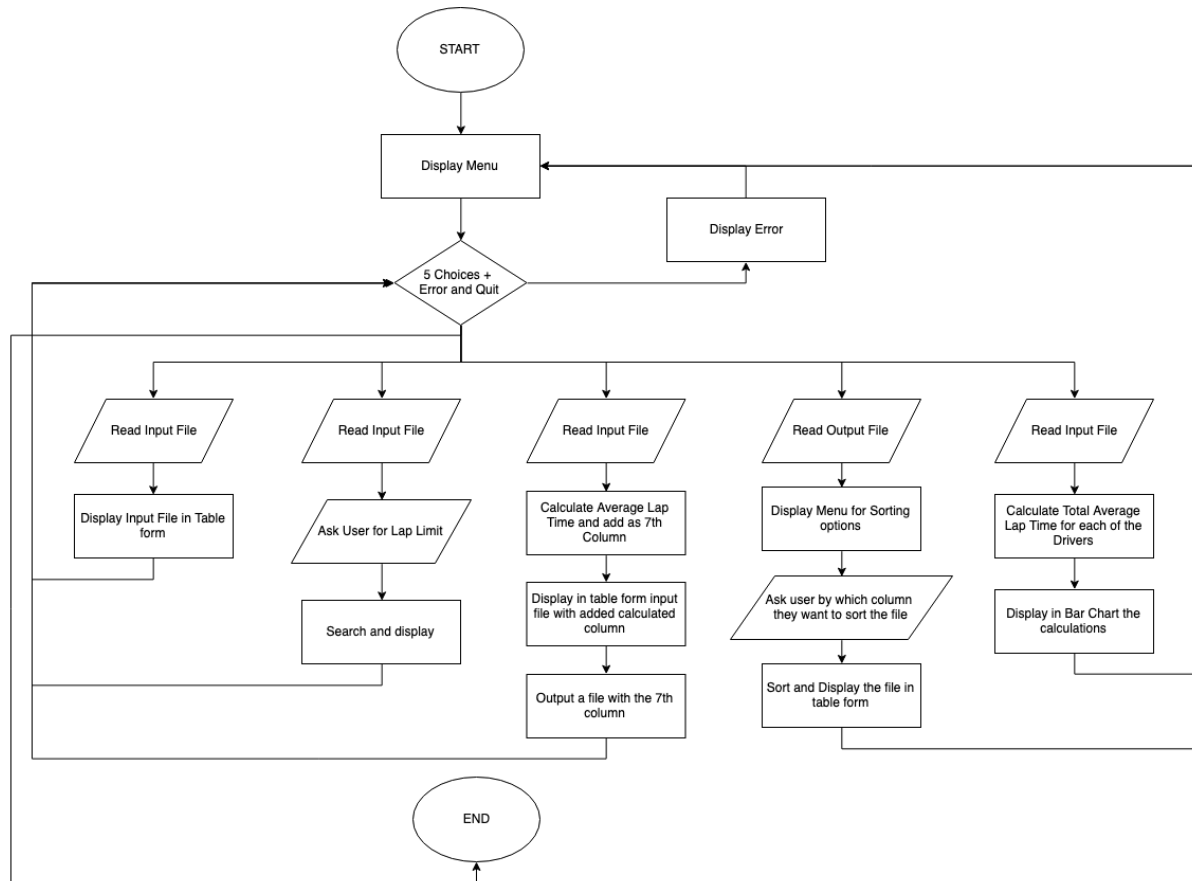 START
Display Menu
Display Error
5 Choices +
Error and Quit
Read Input File
Read Input File
Read Input File
Read Output File
Read Input File
Display Input File in Table
form
Ask User for Lap Limit
Calculate Average Lap
Time and add as 7th
Column
Display Menu for Sorting
options
Calculate Total Average
Lap Time for each of the
Drivers
Search and display
Display in table form input
file with added calculated
column
Ask user by which column
they want to sort the file
Display in Bar Chart the
calculations
Output a file with the 7th
column
Sort and Display the file in
table form
END